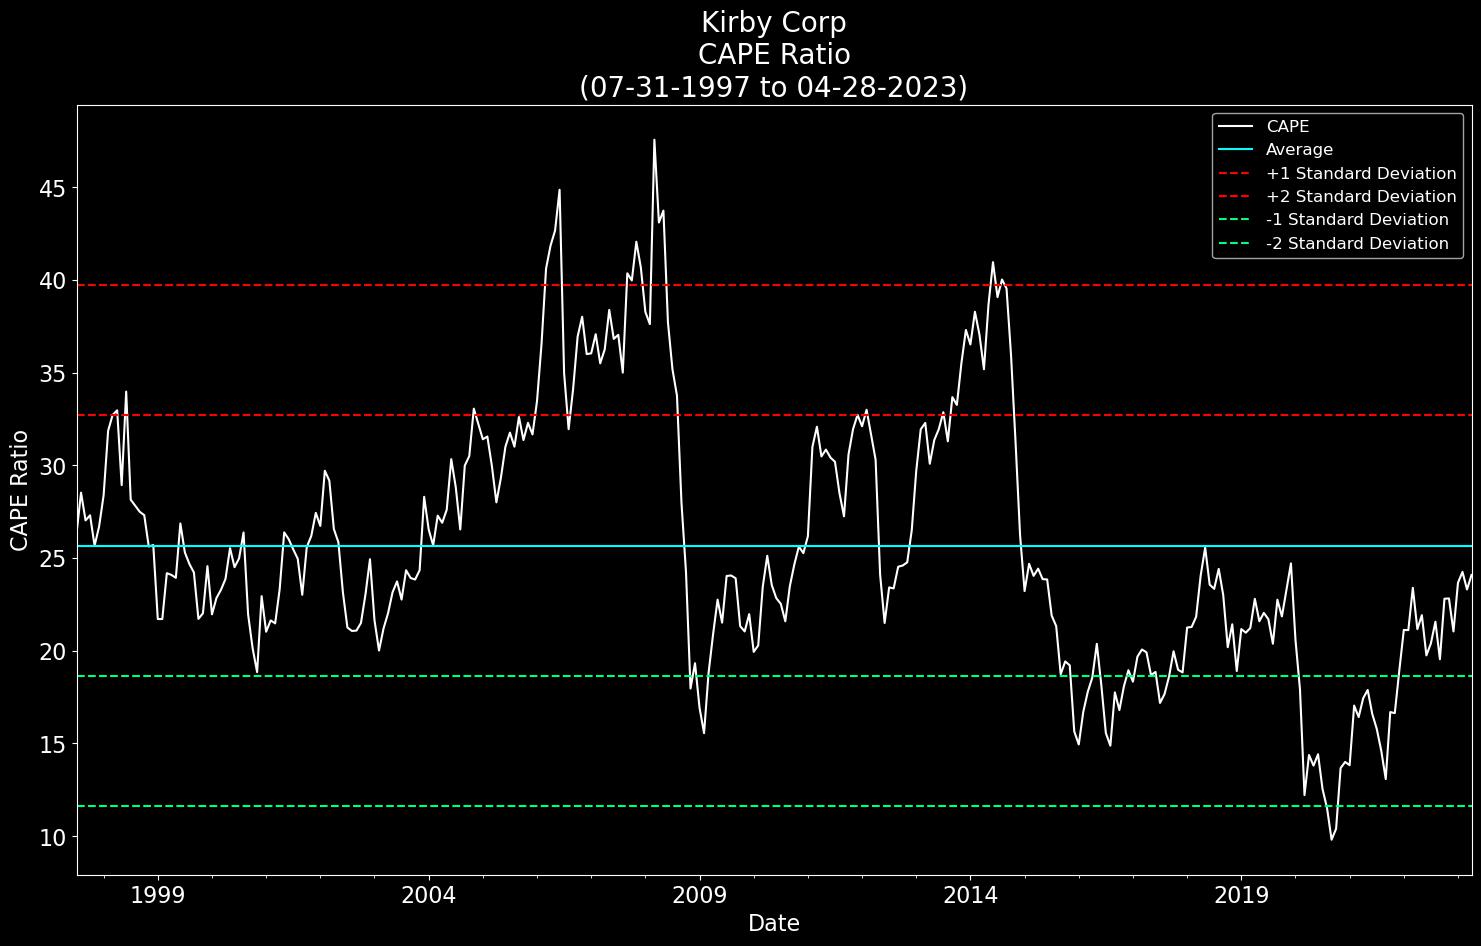 Kirby Corp
CAPE Ratio
(07-31-1997 to 04-28-2023)
CAPE
Average
+1 Standard Deviation
+2 Standard Deviation
-1 Standard Deviation
-2 Standard Deviation
CAPE Ratio
45
40
35
30
25
20
15
10
1999
2004
2009
2014
2019
Date